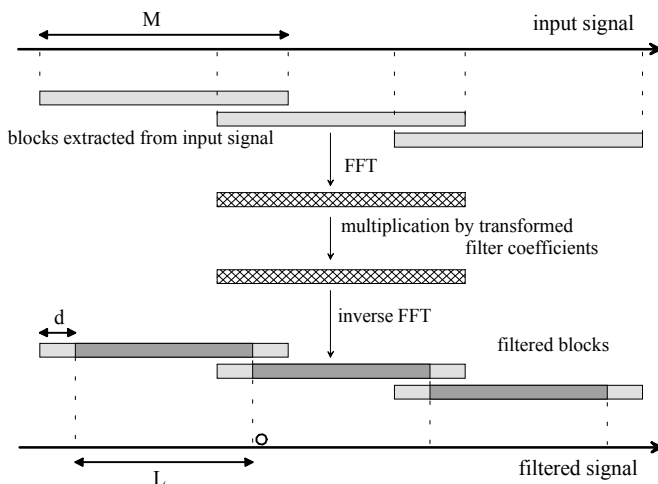 M
input signal
blocks extracted from input signal
FFT
multiplication by transformed
filter coefficients
d
inverse FFT
filtered blocks
L
filtered signal